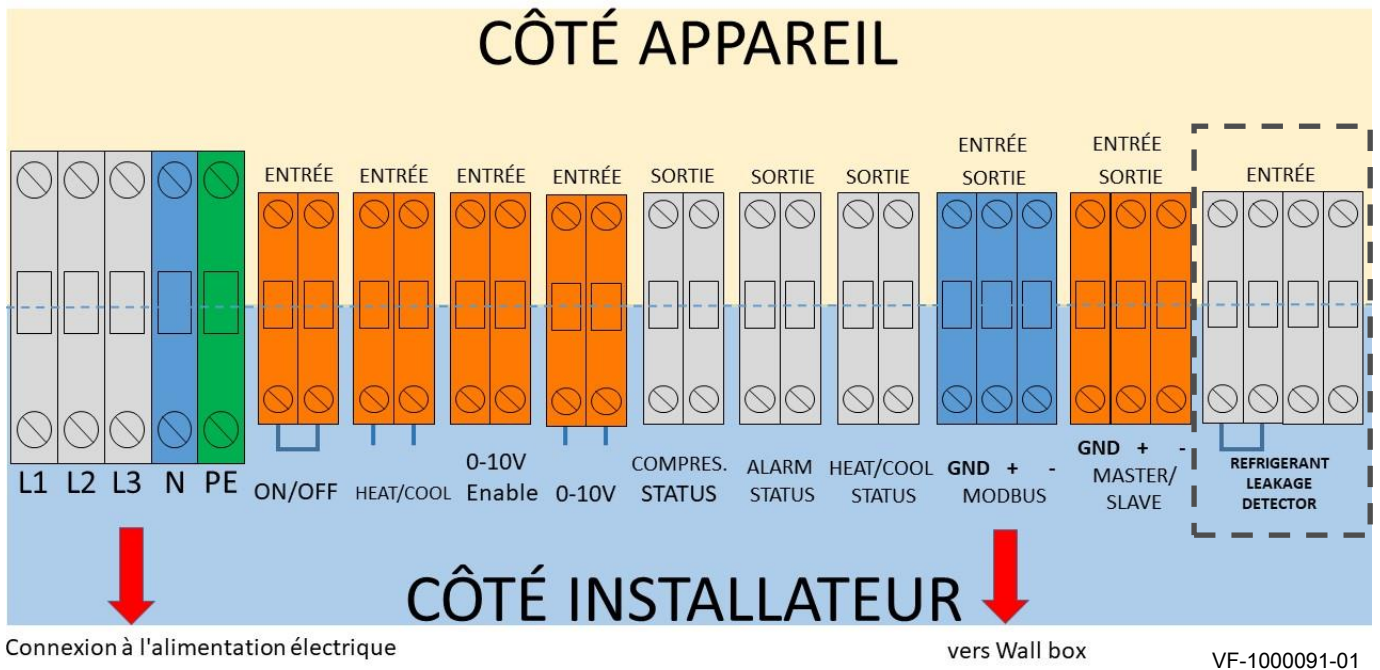 CÔTÉ APPAREIL
ENTRÉE ENTRÉE
ENTRÉE ENTRÉE ENTRÉE ENTRÉE SORTIE SORTIE SORTIE SORTIE SORTIE ENTRÉE
L1 L2 L3 N PE
ON/OFF
HEAT/COOL
0-10V
Enable
0-10V
COMPRES.
STATUS
ALARM
STATUS
HEAT/COOL
STATUS
GND + -
MODBUS
GND + -
MASTER/
SLAVE
REFRIGERANT
LEAKAGE
DETECTOR
CÔTÉ INSTALLATEUR
Connexion à l'alimentation électrique
vers Wall box
VF-1000091-01